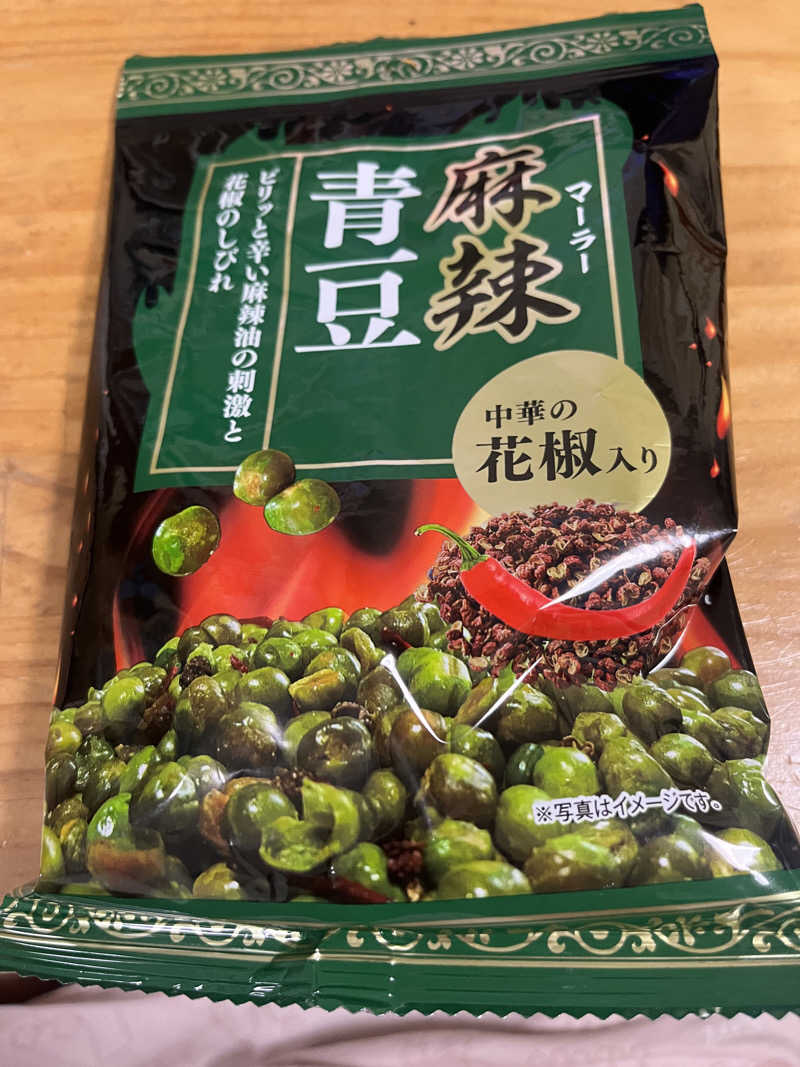 マーラー
麻辣
青豆
ピリッと辛い麻辣油の刺激と
花椒のしびれ
中華の
花椒入り
※写真はイメージです。